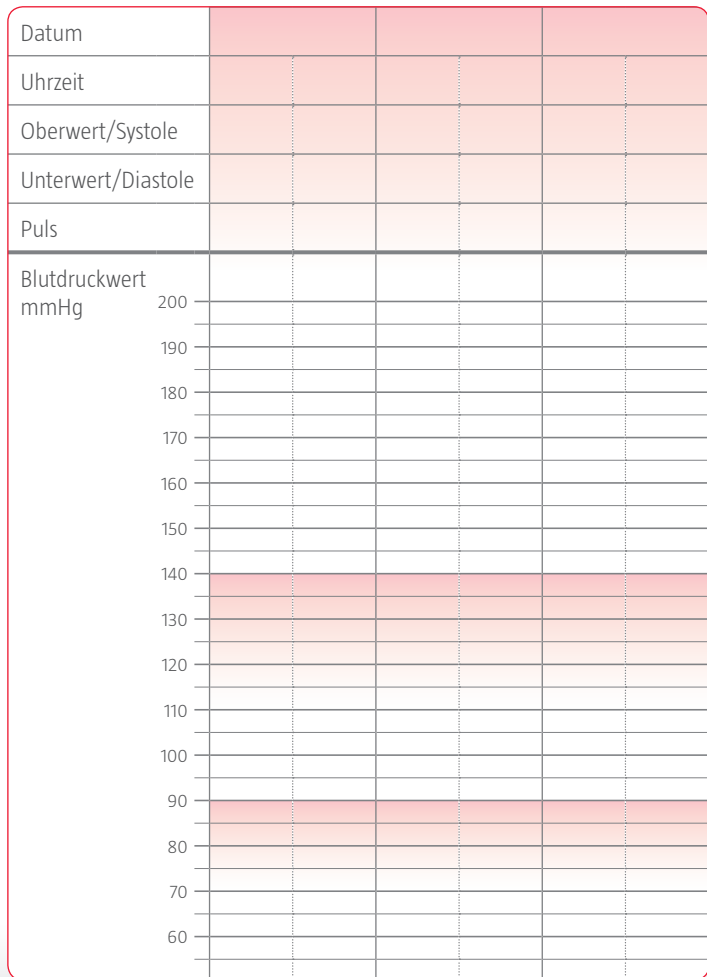 Datum
Uhrzeit
Oberwert/Systole
Unterwert/Diastole
Puls
Blutdruckwert
mmHg
200
190
180
170
160
150
140
130
120
110
100
90
80
70
60